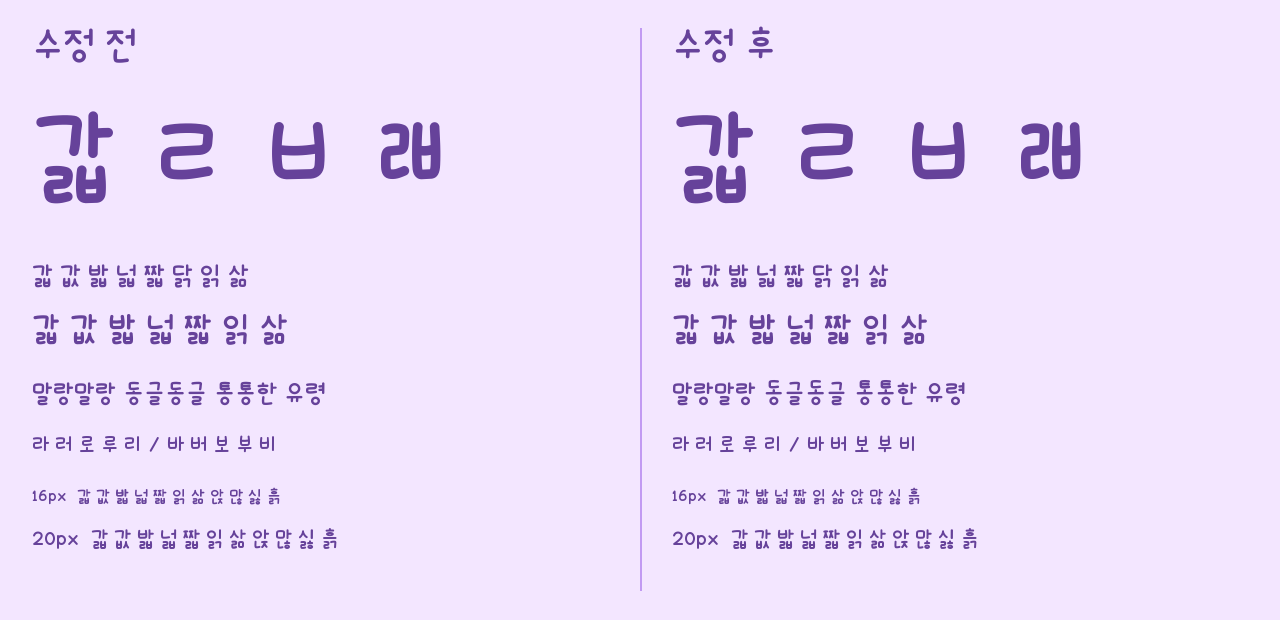 수정 전
갋 ㄹ ㅂ 래
갋 값 밟 넓 짧 닭 읽 삶
갋 값 밟 넓 짧 읽 삶
말랑말랑 동글동글 통통한 유령
라 러 로 루 리 / 바 버 보 부 비
16px 갋 값 밟 넓 짧 읽 삶 앉 많 싫 흙
20px 갋 값 밟 넓 짧 읽 삶 앉 많 싫 흙
수정 후
갋 ㄹ ㅂ 래
갋 값 밟 넓 짧 닭 읽 삶
갋 값 밟 넓 짧 읽 삶
말랑말랑 동글동글 통통한 유령
라 러 로 루 리 / 바 버 보 부 비
16px 갋 값 밟 넓 짧 읽 삶 앉 많 싫 흙
20px 갋 값 밟 넓 짧 읽 삶 앉 많 싫 흙